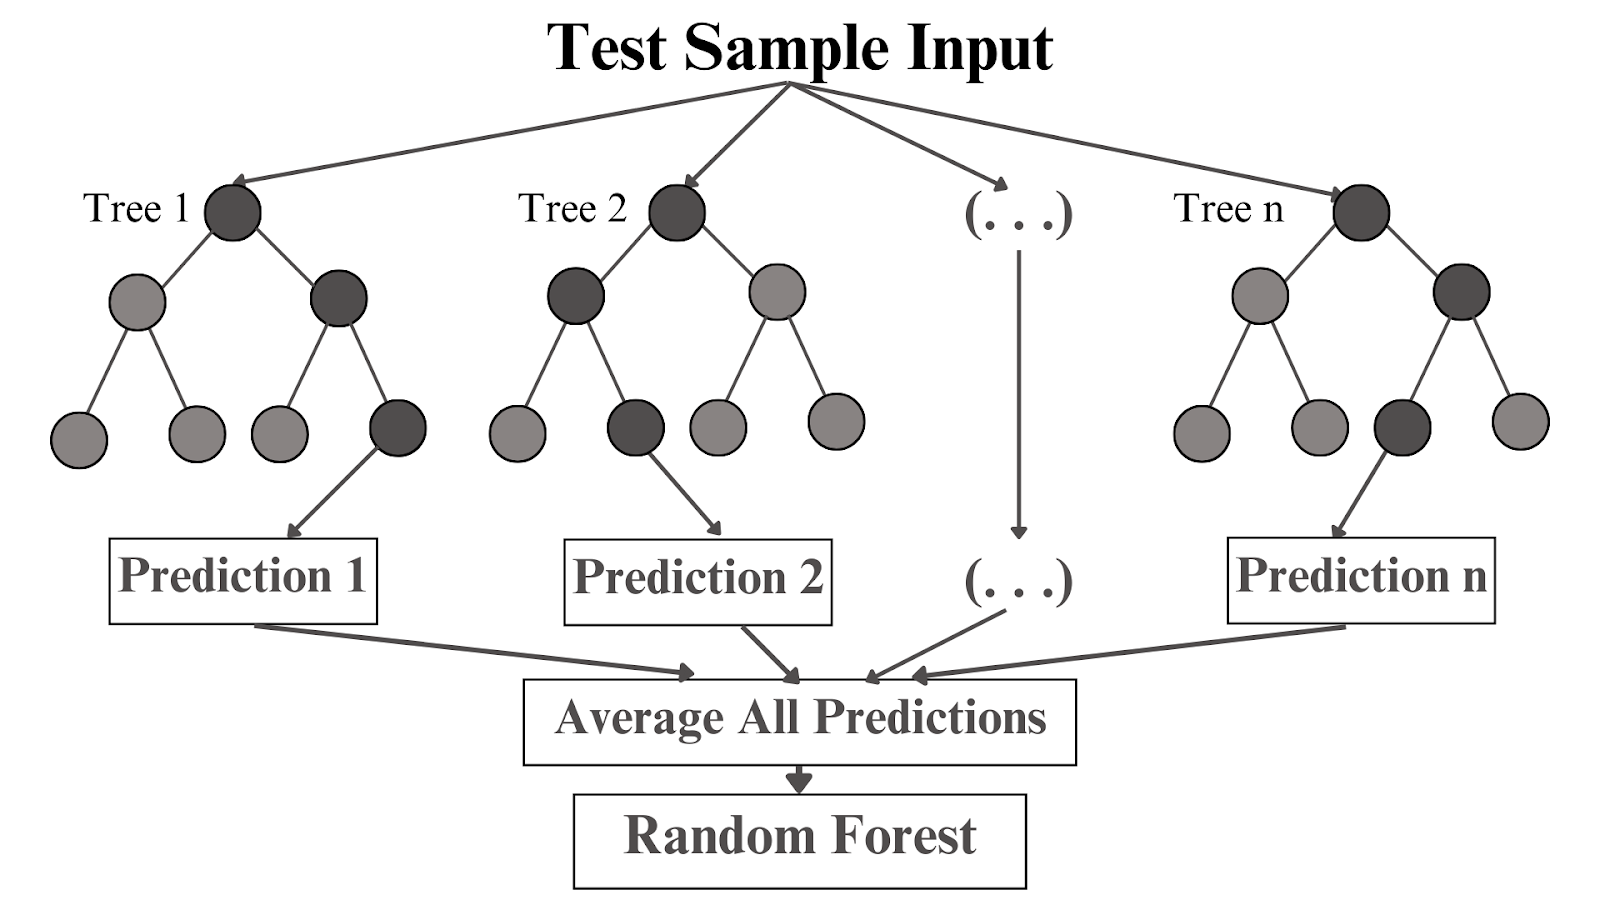 Test Sample Input
Tree 1
Tree 2
(. . .)
Tree n
Prediction 1
Prediction 2
(. . .)
Prediction n
Average All Predictions
Random Forest